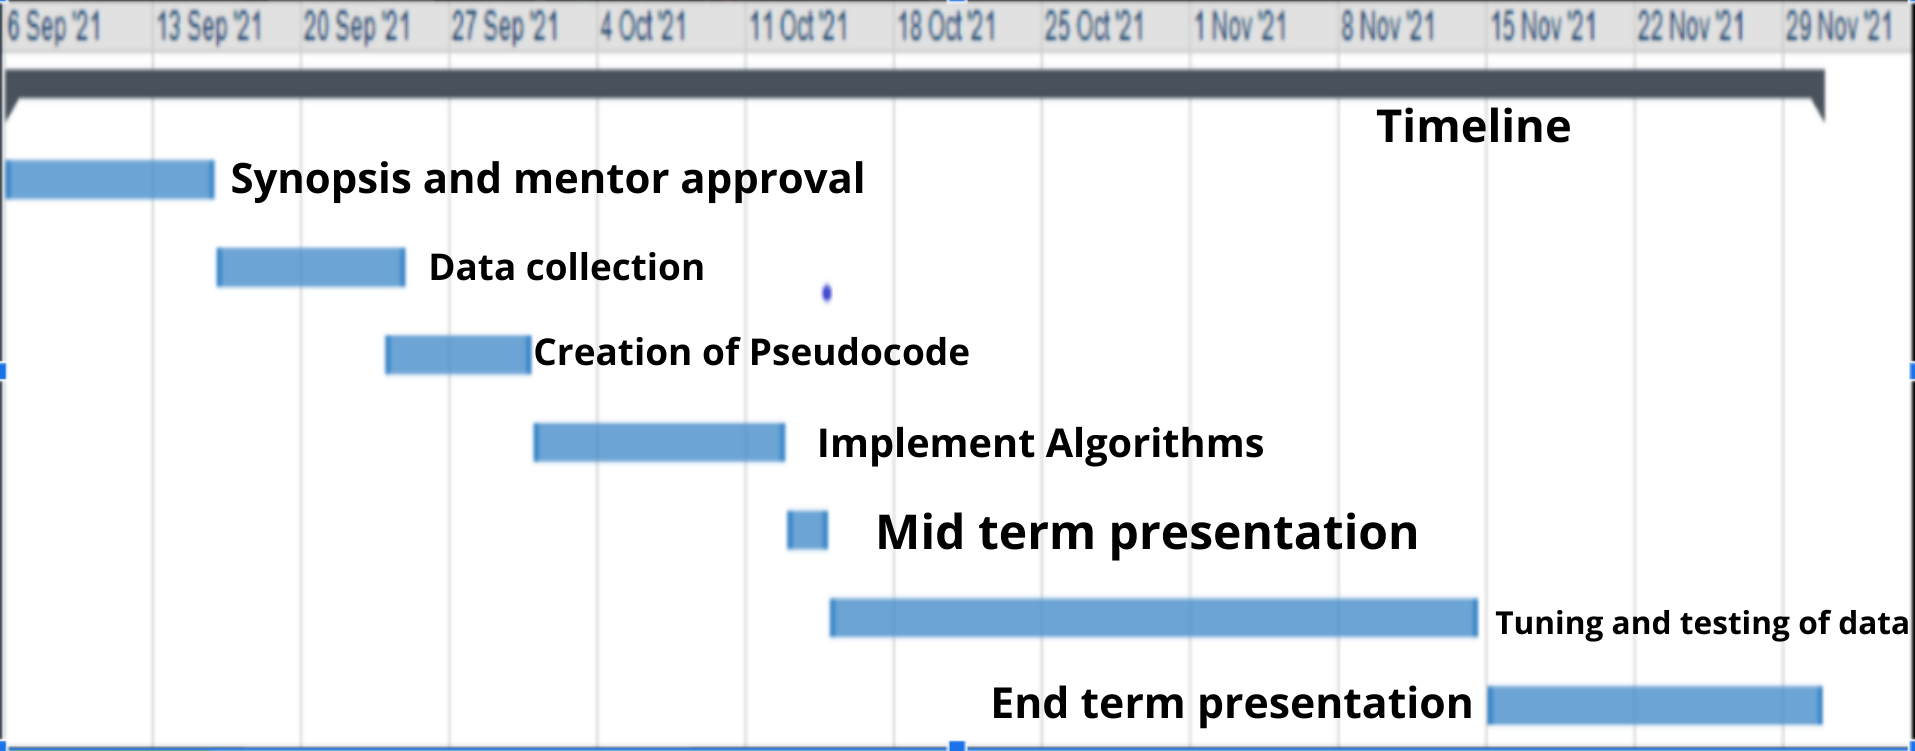 6 Sep '21 13 Sep '21 20 Sep '21 27 Sep '21 4 Oct '21 11 Oct '21 18 Oct '21 25 Oct '21 1 Nov '21 8 Nov '21 15 Nov '21 22 Nov '21 29 Nov '21
Timeline
Synopsis and mentor approval
Data collection
Creation of Pseudocode
Implement Algorithms
Mid term presentation
Tuning and testing of data
End term presentation